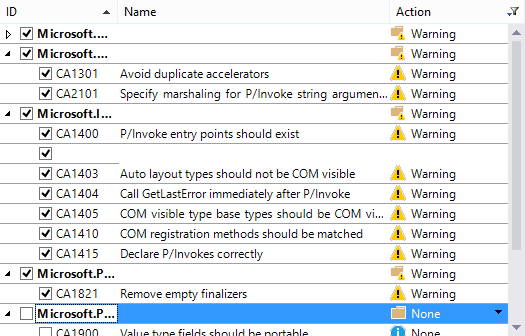 ID Name Action
Microsoft.... Warning
Microsoft.... Warning
CA1301 Avoid duplicate accelerators Warning
CA2101 Specify marshaling for P/Invoke string argumen... Warning
Microsoft.I... Warning
CA1400 P/Invoke entry points should exist Warning
CA1403 Auto layout types should not be COM visible Warning
CA1404 Call GetLastError immediately after P/Invoke Warning
CA1405 COM visible type base types should be COM vi... Warning
CA1410 COM registration methods should be matched Warning
CA1415 Declare P/Invokes correctly Warning
Microsoft.P... Warning
CA1821 Remove empty finalizers Warning
Microsoft.P... None
CA1900 Value type fields should be portable None